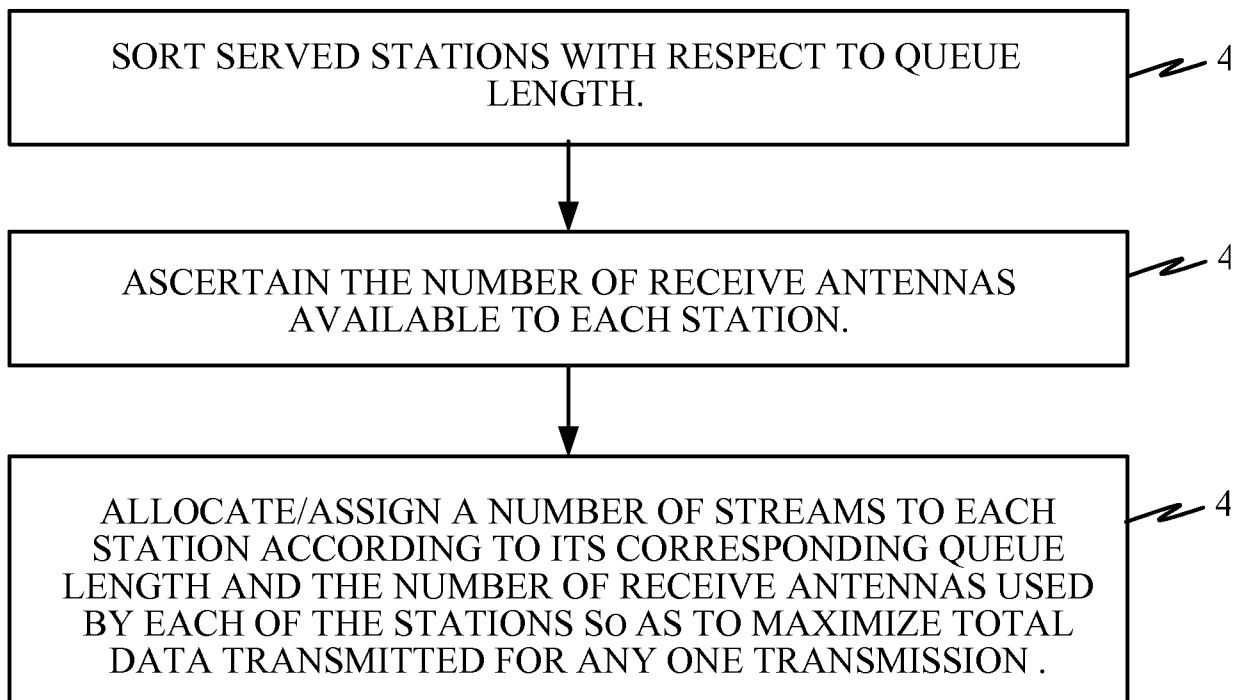 SORT SERVED STATIONS WITH RESPECT TO QUEUE
LENGTH.
4
ASCERTAIN THE NUMBER OF RECEIVE ANTENNAS
AVAILABLE TO EACH STATION.
4
ALLOCATE/ASSIGN A NUMBER OF STREAMS TO EACH
STATION ACCORDING TO ITS CORRESPONDING QUEUE
LENGTH AND THE NUMBER OF RECEIVE ANTENNAS USED
BY EACH OF THE STATIONS So AS TO MAXIMIZE TOTAL
DATA TRANSMITTED FOR ANY ONE TRANSMISSION .
4